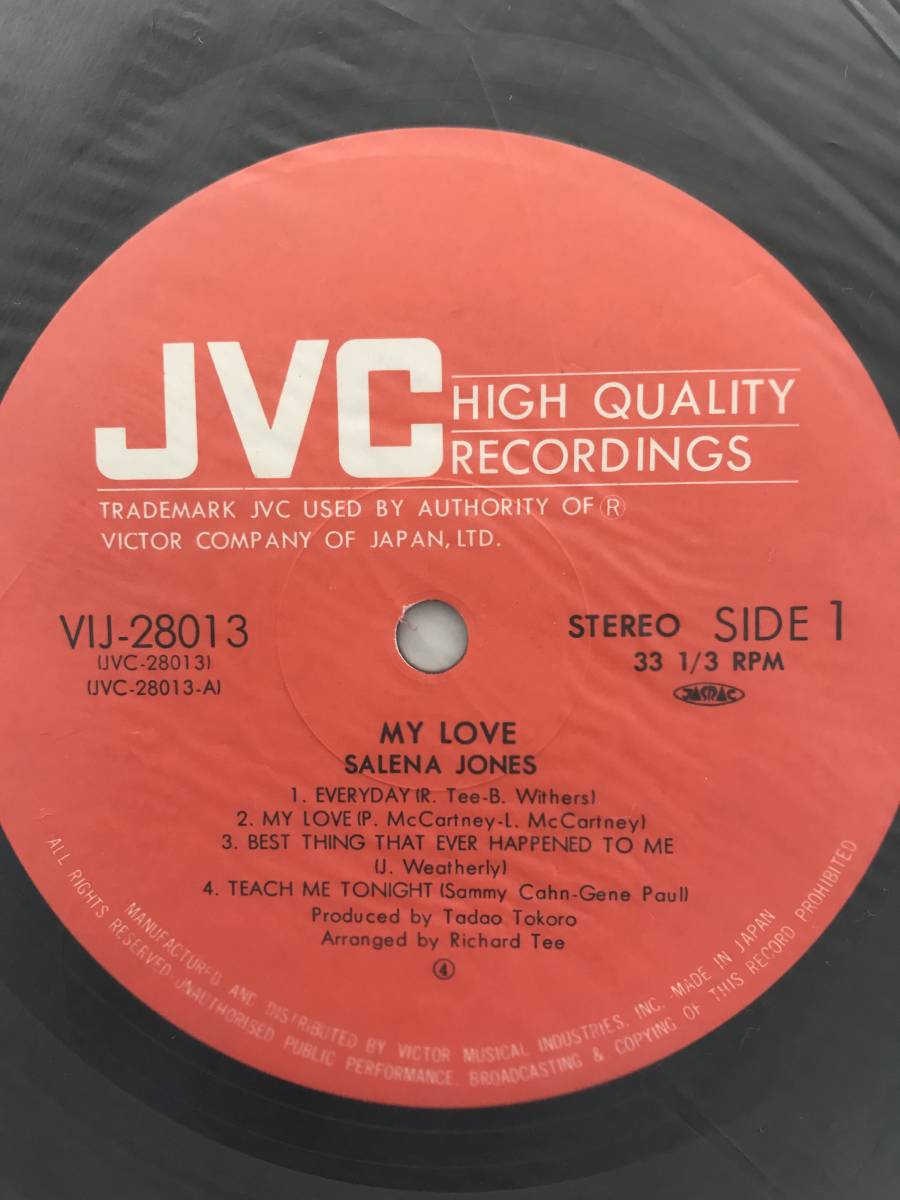 JVC
HIGH QUALITY
RECORDINGS
TRADEMARK JVC USED BY AUTHORITY OF Ⓡ
VICTOR COMPANY OF JAPAN, LTD.
VIJ-28013
(JVC-28013)
(JVC-28013-A)
STEREO SIDE 1
33 1/3 RPM
JASRAC
MY LOVE
SALENA JONES
1. EVERYDAY (R. Tee-B. Withers)
2. MY LOVE (P. McCartney-L. McCartney)
3. BEST THING THAT EVER HAPPENED TO ME
(J. Weatherly)
4. TEACH ME TONIGHT (Sammy Cahn-Gene Paul)
Produced by Tadao Tokoro
Arranged by Richard Tee
④
MANUFACTURED AND DISTRIBUTED BY VICTOR MUSICAL INDUSTRIES, INC. MADE IN JAPAN
ALL RIGHTS RESERVED UNAUTHORISED PUBLIC PERFORMANCE. BROADCASTING & COPYING OF THIS RECORD PROHIBITED